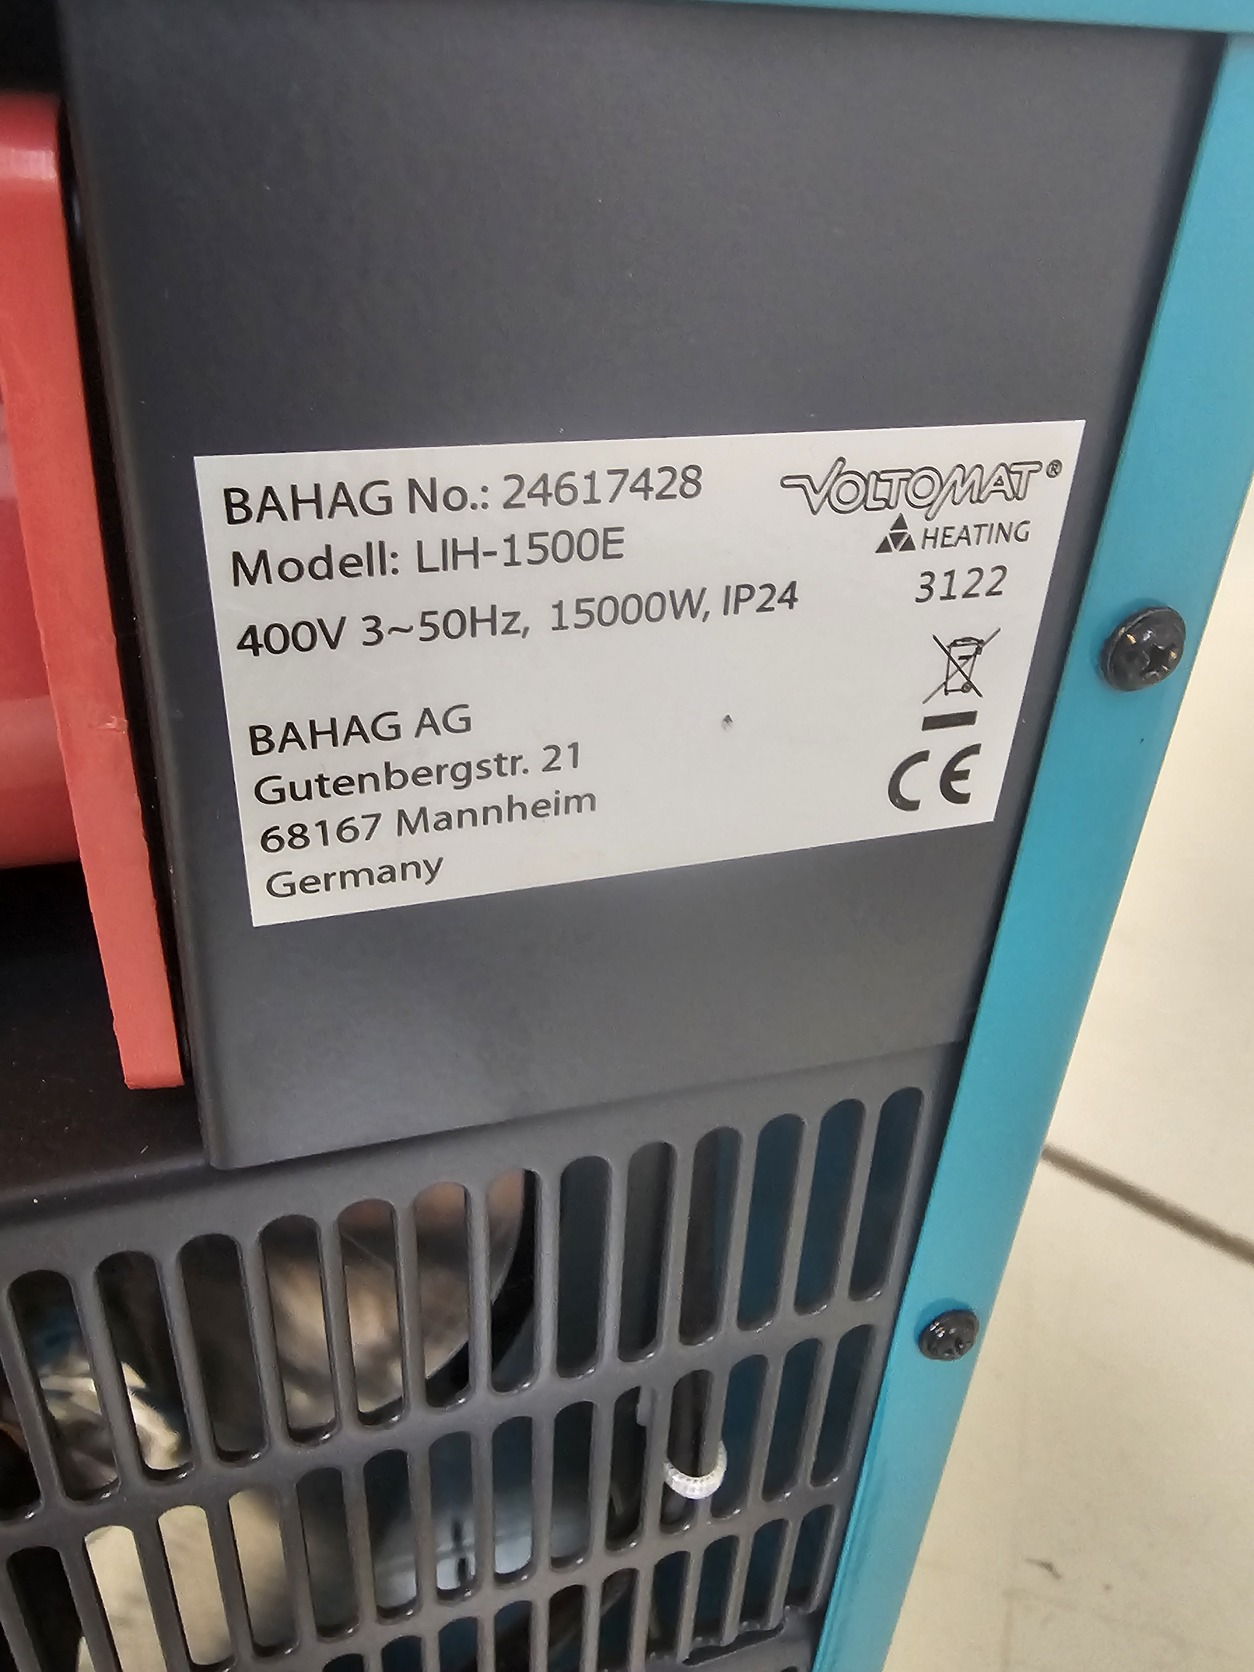 BAHAG No.: 24617428
Modell: LIH-1500E
400V 3~50Hz, 15000W, IP24
BAHAG AG
Gutenbergstr. 21
68167 Mannheim
Germany
VOLTOMAT®
HEATING
3122
CE